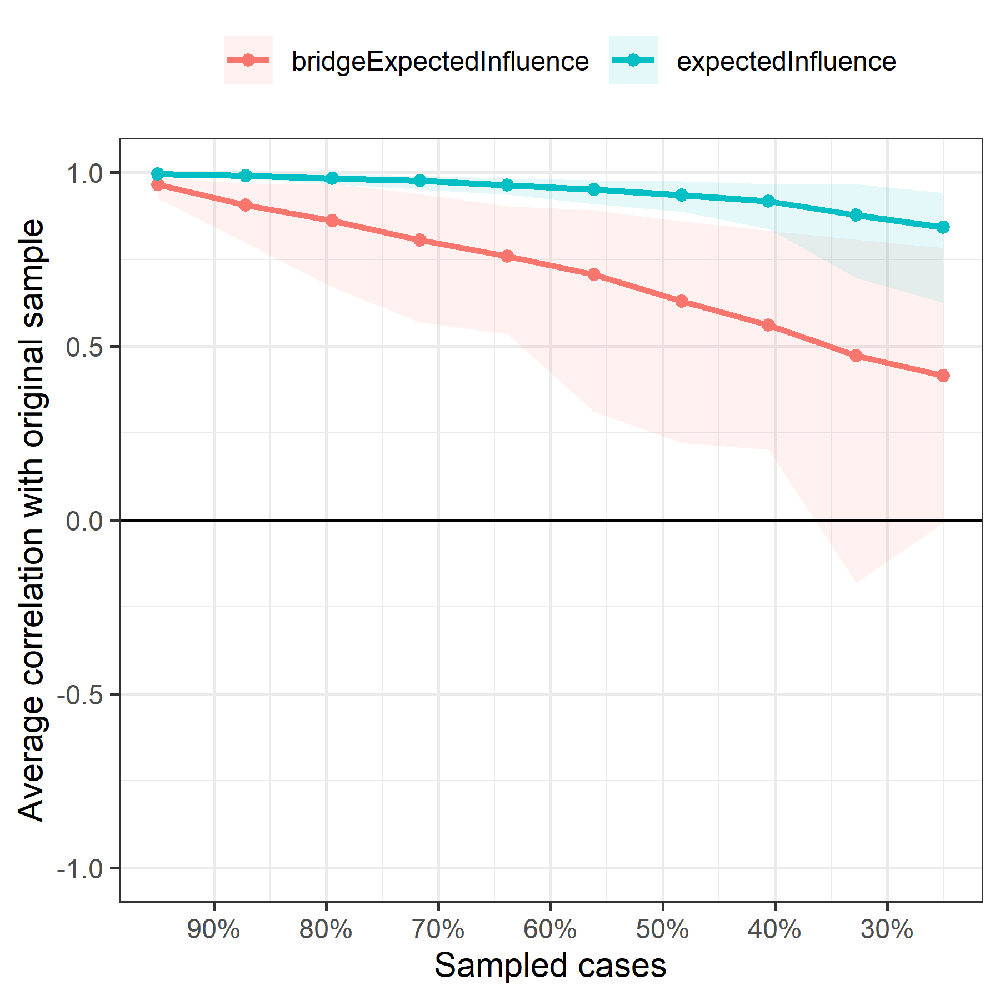 bridgeExpectedInfluence expectedInfluence
Average correlation with original sample
1.0
0.5
0.0
-0.5
-1.0
90% 80% 70% 60% 50% 40% 30%
Sampled cases